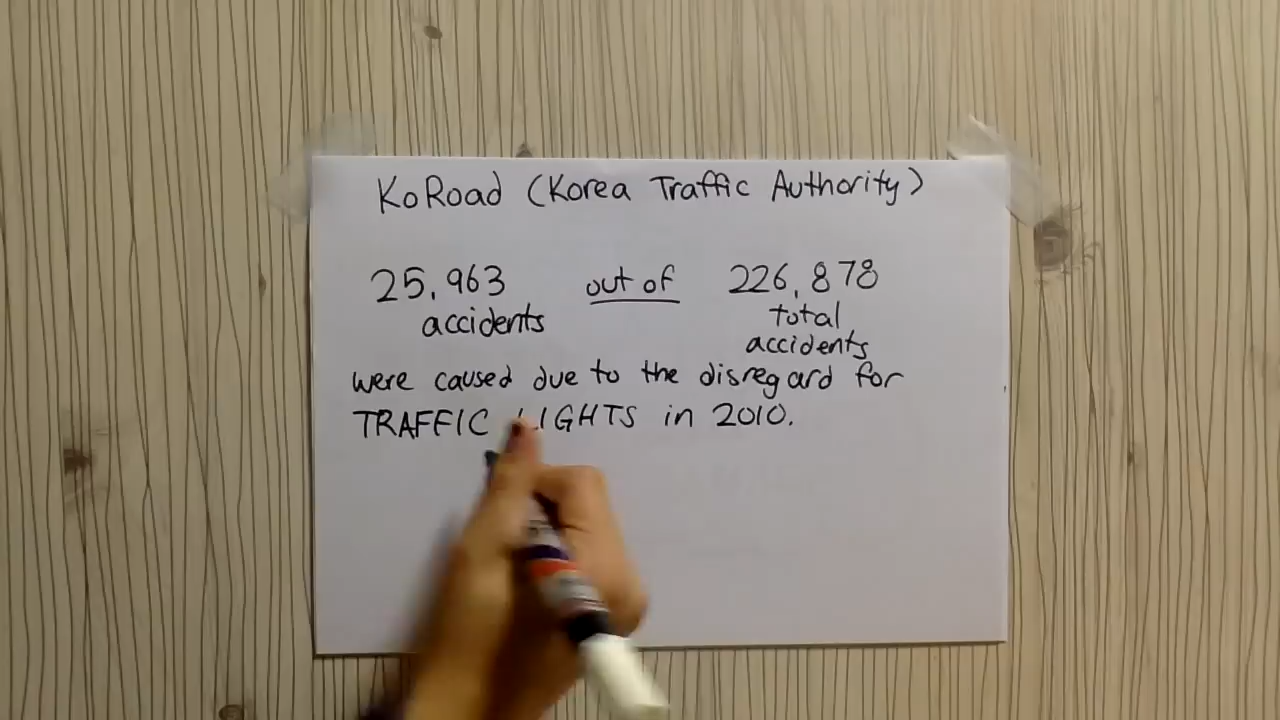 KoRoad (Korea Traffic Authority)
25,963 out of 226,878
accidents total
accidents
were caused due to the disregard for
TRAFFIC LIGHTS in 2010.